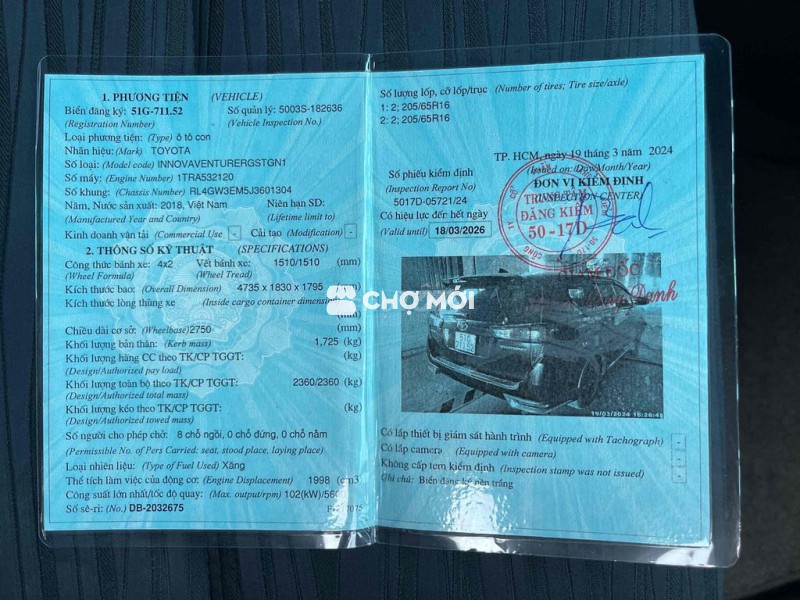 1. PHƯƠNG TIỆN (VEHICLE)
Biển đăng ký: 51G-711.52 Số quản lý: 5003S-182636
(Registration Number) (Vehicle Inspection No.)
Loại phương tiện: (Type) ô tô con
Nhãn hiệu: (Mark) TOYOTA
Số loại: (Model code) INNOVAVENTURERGSTGN1
Số máy: (Engine Number) 1TRA532120
Số khung: (Chassis Number) RL4GW3EM5J3601304
Năm, Nước sản xuất: 2018, Việt Nam Niên hạn SD:
(Manufactured Year and Country) (Lifetime limit to)
Kinh doanh vận tải (Commercial Use) - Cải tạo (Modification) -
2. THÔNG SỐ KỸ THUẬT (SPECIFICATIONS)
Công thức bánh xe: 4x2 Vết bánh xe: 1510/1510 (mm)
(Wheel Formula) (Wheel Tread)
Kích thước bao: (Overall Dimension) 4735 x 1830 x 1795 (mm)
Kích thước lòng thùng xe (Inside cargo container dimension)
(mm)
Chiều dài cơ sở: (Wheelbase) 2750 (mm)
Khối lượng bản thân: (Kerb mass) 1,725 (kg)
Khối lượng hàng CC theo TK/CP TGGT: (kg)
(Design/Authorized pay load)
Khối lượng toàn bộ theo TK/CP TGGT: 2360/2360 (kg)
(Design/Authorized total mass)
Khối lượng kéo theo TK/CP TGGT: (kg)
(Design/Authorized towed mass)
Số người cho phép chở: 8 chỗ ngồi, 0 chỗ đứng, 0 chỗ nằm
(Permissible No. of Pers Carried: seat, stood place, laying place)
Loại nhiên liệu: (Type of Fuel Used) Xăng
Thể tích làm việc của động cơ: (Engine Displacement) 1998 (cm3
Công suất lớn nhất/tốc độ quay: (Max. output/rpm) 102(kW)/5600
Số sê-ri: (No.) DB-2032675
Số lượng lốp, cỡ lốp/trục (Number of tires; Tire size/axle)
1: 2; 205/65R16
2: 2; 205/65R16
TP. HCM, ngày 19 tháng 3 năm 2024
(Issued on: Day/Month/Year)
Số phiếu kiểm định ĐƠN VỊ KIỂM ĐỊNH
(Inspection Report No) (INSPECTION CENTER)
5017D-05721/24
TRUNG TÂM
ĐĂNG KIỂM
50 - 17D
Có hiệu lực đến hết ngày
(Valid until) 18/03/2026
CHỢ MỚI
51G
711.52
19/03/2024 15:26:48
Có lắp thiết bị giám sát hành trình (Equipped with Tachograph) -
Có lắp camera (Equipped with camera) -
Không cấp tem kiểm định (Inspection stamp was not issued) -
Ghi chú: Biển đăng ký nền trắng